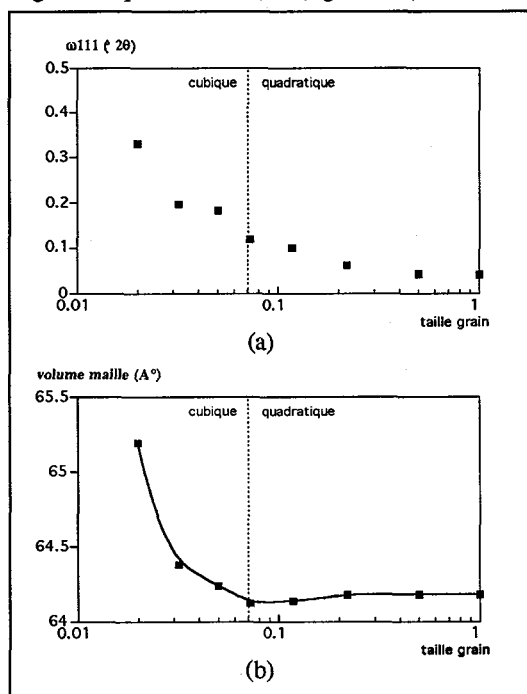 ω111 (° 2θ)
0.5
cubique
quadratique
0.4
0.3
0.2
0.1
0
0.01
0.1
1
taille grain
(a)
volume maille (A°)
65.5
cubique
quadratique
65
64.5
64
0.01
0.1
1
taille grain
(b)